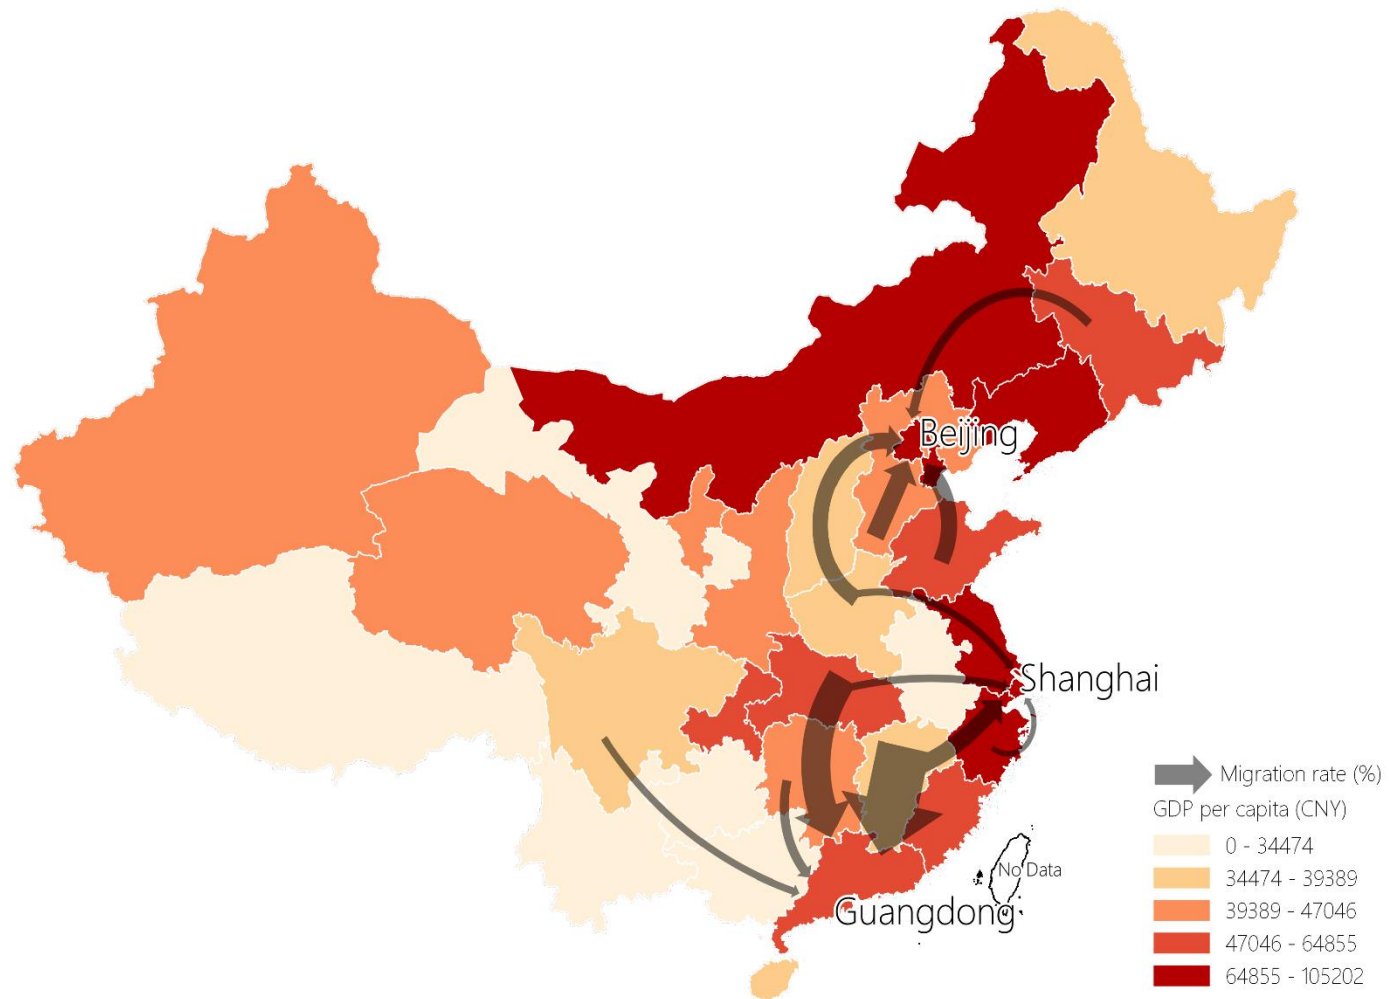 Beijing
Shanghai
Migration rate (%)
GDP per capita (CNY)
0 - 34474
34474 - 39389
No Data
39389 - 47046
Guangdong
47046 - 64855
64855 - 105202